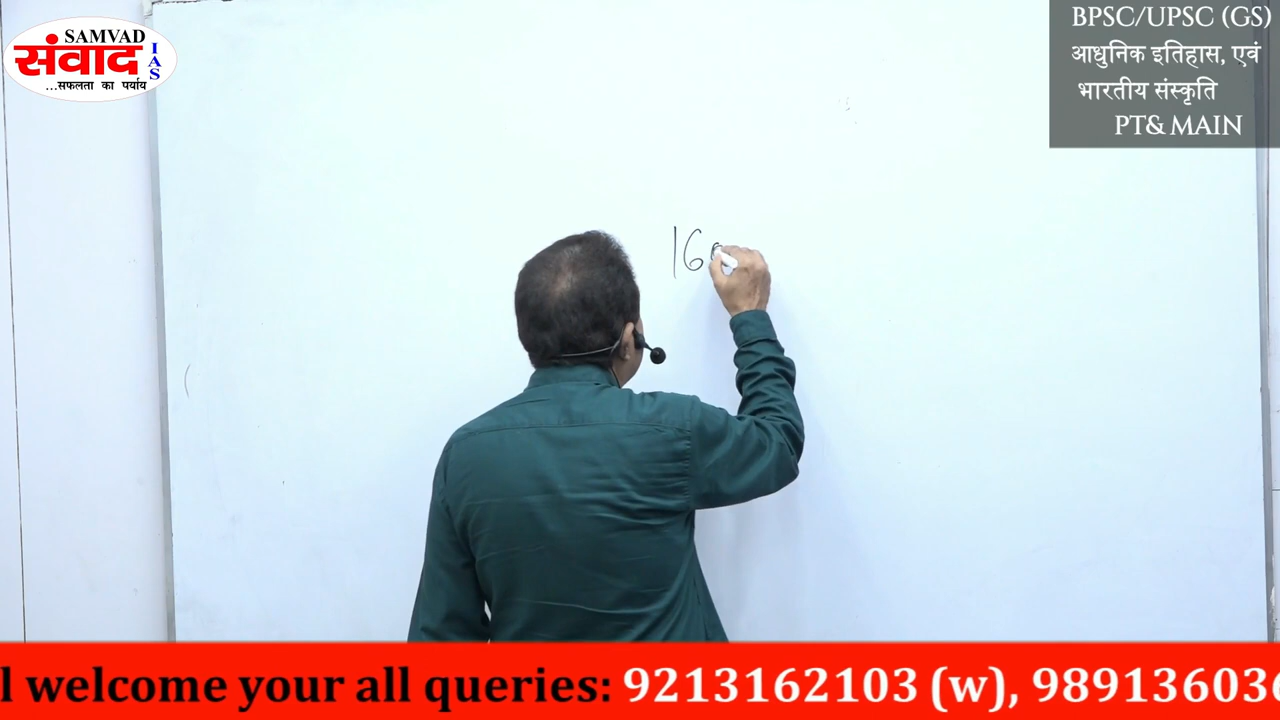 SAMVAD
संवाद
IAS
...सफलता का पर्याय
BPSC/UPSC (GS)
आधुनिक इतिहास, एवं
भारतीय संस्कृति
PT& MAIN
16
l welcome your all queries: 9213162103 (w), 989136036